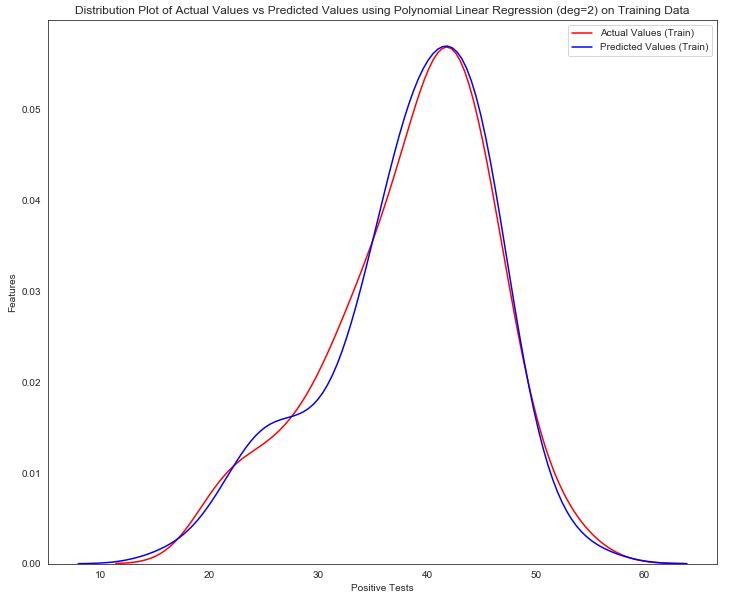 Distribution Plot of Actual Values vs Predicted Values using Polynomial Linear Regression (deg=2) on Training Data
Actual Values (Train)
Predicted Values (Train)
Features
0.05
0.04
0.03
0.02
0.01
0.00
10 20 30 40 50 60
Positive Tests